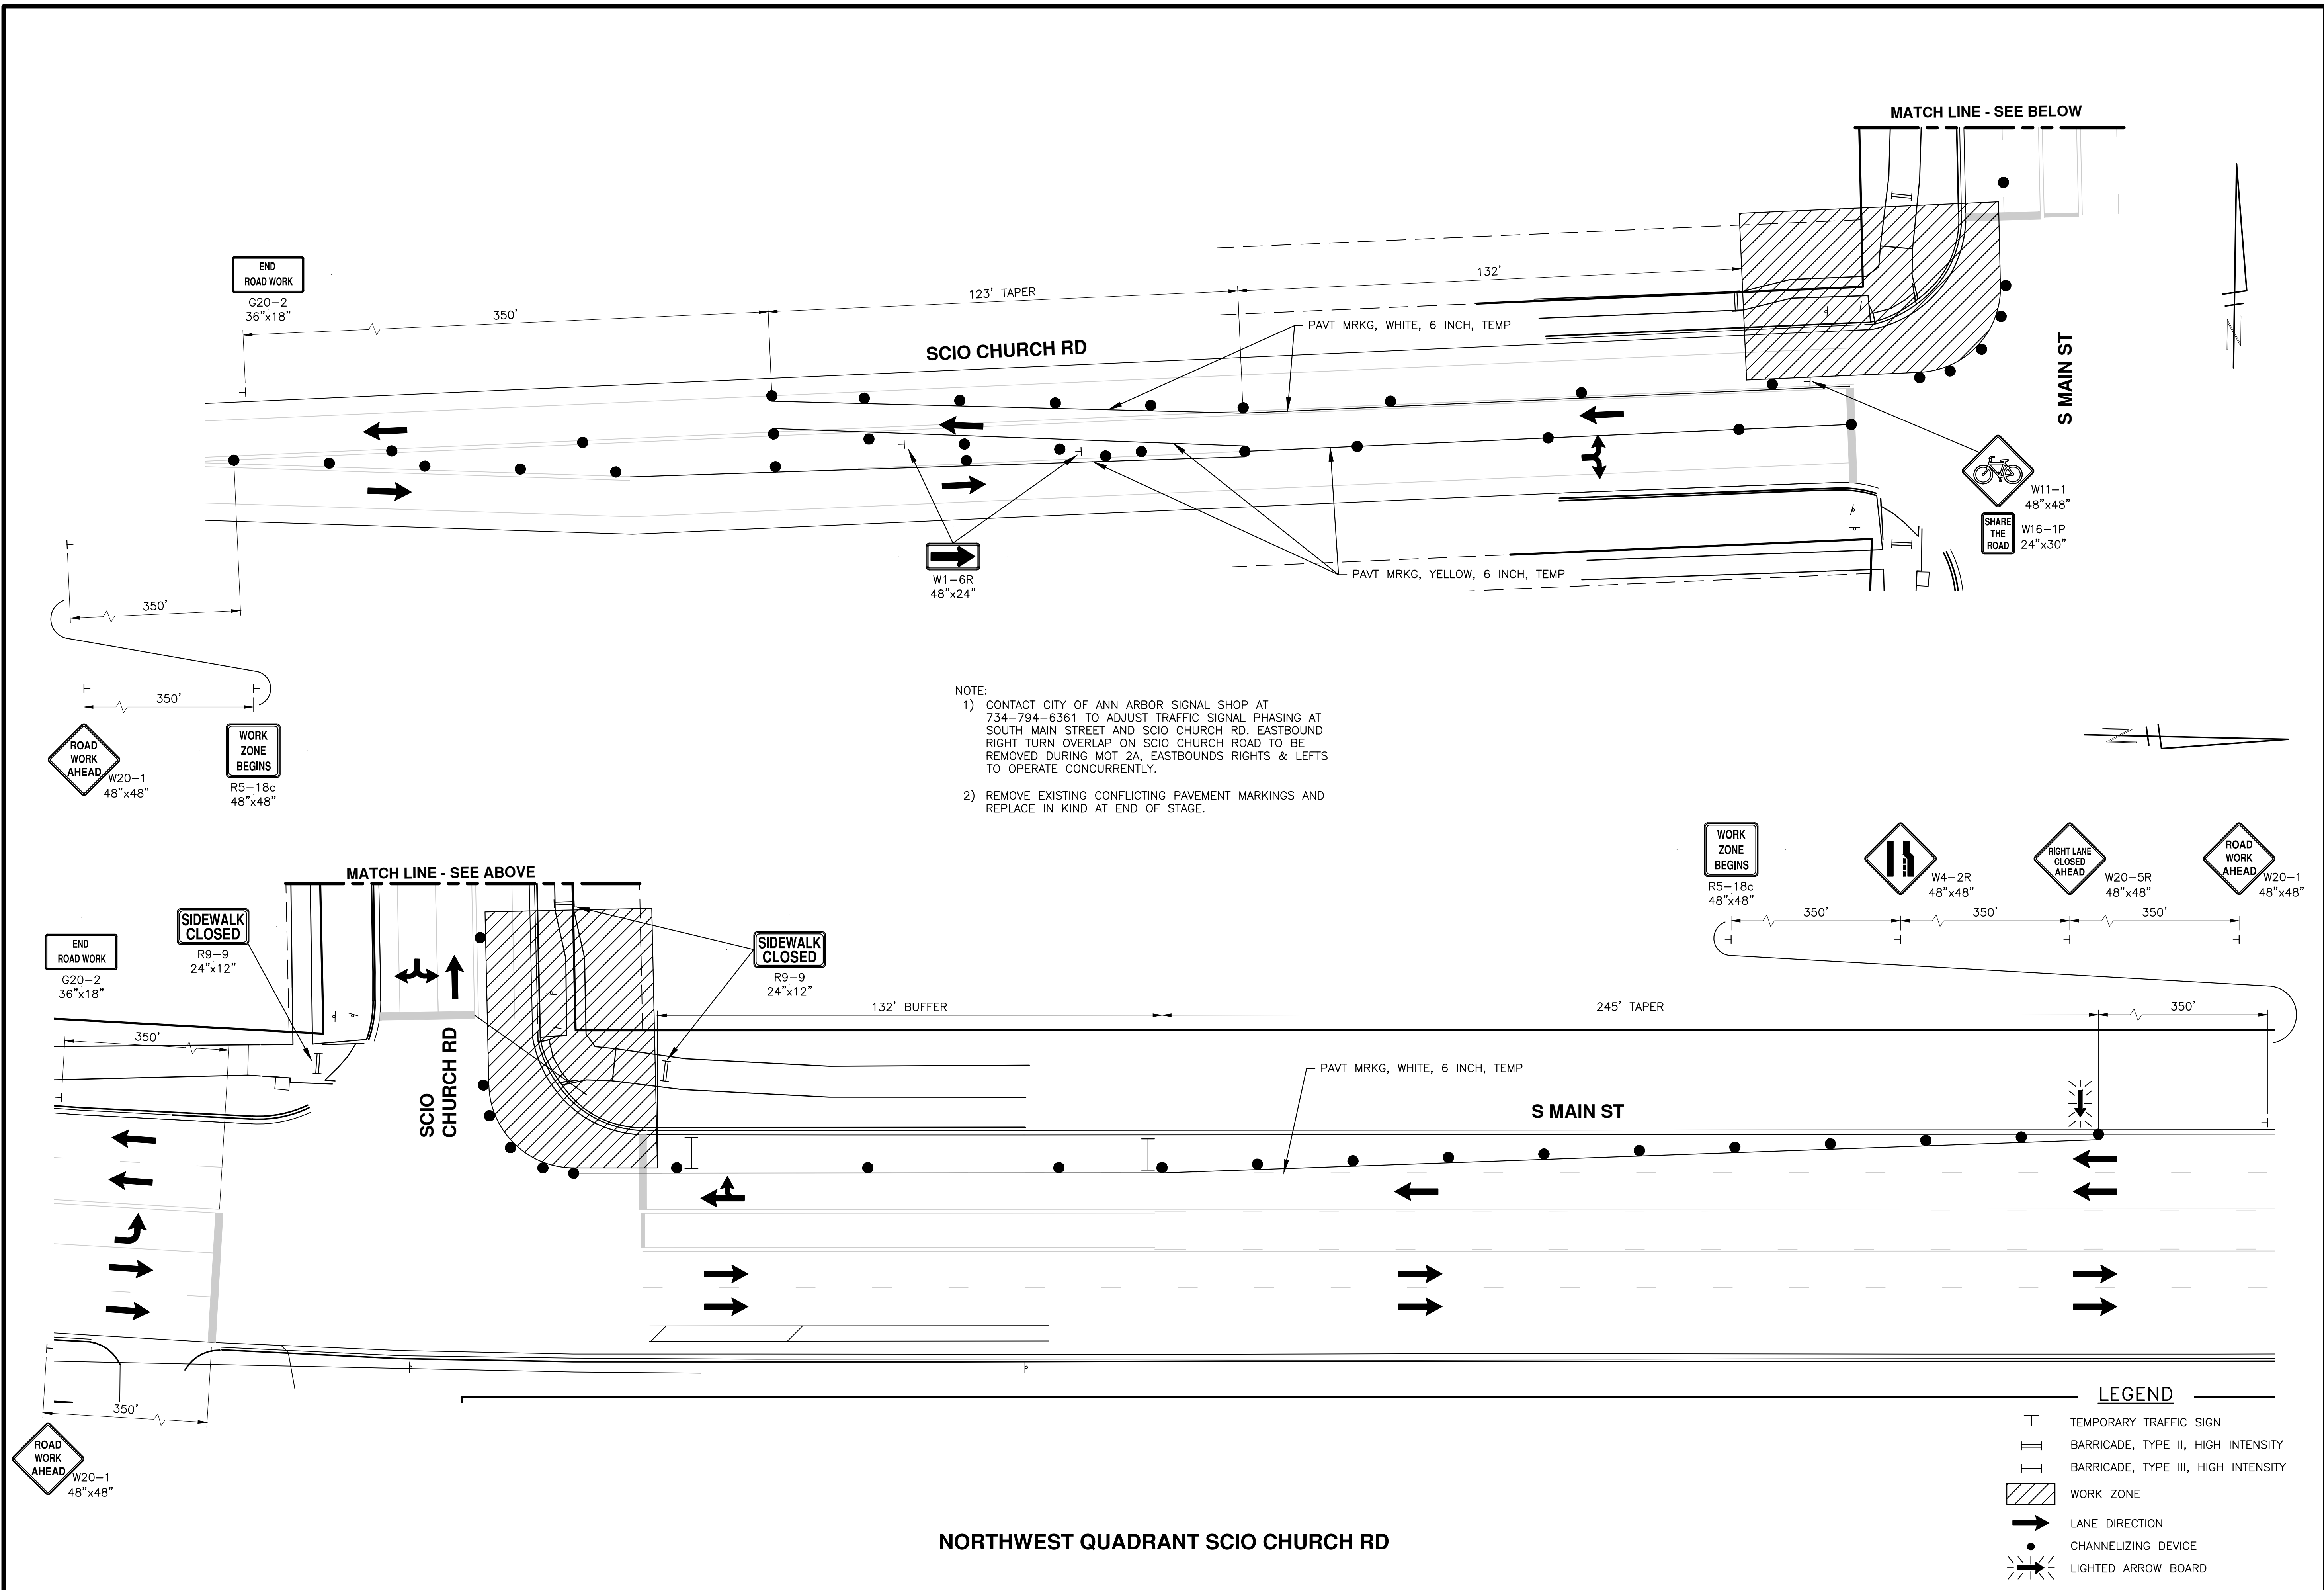 MATCH LINE - SEE BELOW
END
ROAD WORK
G20-2
36"x18"
350'
123' TAPER
132'
PAVT MRKG, WHITE, 6 INCH, TEMP
SCIO CHURCH RD
S MAIN ST
N
W11-1
48"x48"
SHARE
THE
ROAD
W16-1P
24"x30"
W1-6R
48"x24"
PAVT MRKG, YELLOW, 6 INCH, TEMP
350'
350'
ROAD
WORK
AHEAD
W20-1
48"x48"
WORK
ZONE
BEGINS
R5-18c
48"x48"
NOTE:
1) CONTACT CITY OF ANN ARBOR SIGNAL SHOP AT
734-794-6361 TO ADJUST TRAFFIC SIGNAL PHASING AT
SOUTH MAIN STREET AND SCIO CHURCH RD. EASTBOUND
RIGHT TURN OVERLAP ON SCIO CHURCH ROAD TO BE
REMOVED DURING MOT 2A, EASTBOUNDS RIGHTS & LEFTS
TO OPERATE CONCURRENTLY.
2) REMOVE EXISTING CONFLICTING PAVEMENT MARKINGS AND
REPLACE IN KIND AT END OF STAGE.
N
WORK
ZONE
BEGINS
R5-18c
48"x48"
W4-2R
48"x48"
RIGHT LANE
CLOSED
AHEAD
W20-5R
48"x48"
ROAD
WORK
AHEAD
W20-1
48"x48"
350'
350'
350'
MATCH LINE - SEE ABOVE
END
ROAD WORK
G20-2
36"x18"
SIDEWALK
CLOSED
R9-9
24"x12"
SIDEWALK
CLOSED
R9-9
24"x12"
132' BUFFER
245' TAPER
350'
350'
SCIO
CHURCH RD
PAVT MRKG, WHITE, 6 INCH, TEMP
S MAIN ST
350'
ROAD
WORK
AHEAD
W20-1
48"x48"
LEGEND
TEMPORARY TRAFFIC SIGN
BARRICADE, TYPE II, HIGH INTENSITY
BARRICADE, TYPE III, HIGH INTENSITY
WORK ZONE
LANE DIRECTION
CHANNELIZING DEVICE
LIGHTED ARROW BOARD
NORTHWEST QUADRANT SCIO CHURCH RD